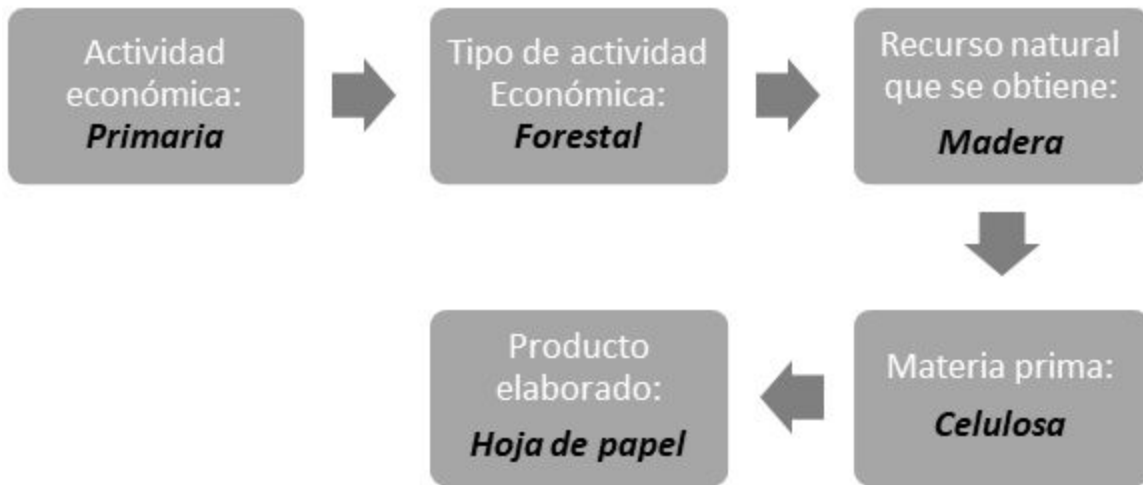 Actividad
económica:
Primaria
Tipo de actividad
Económica:
Forestal
Recurso natural
que se obtiene:
Madera
Materia prima:
Celulosa
Producto
elaborado:
Hoja de papel